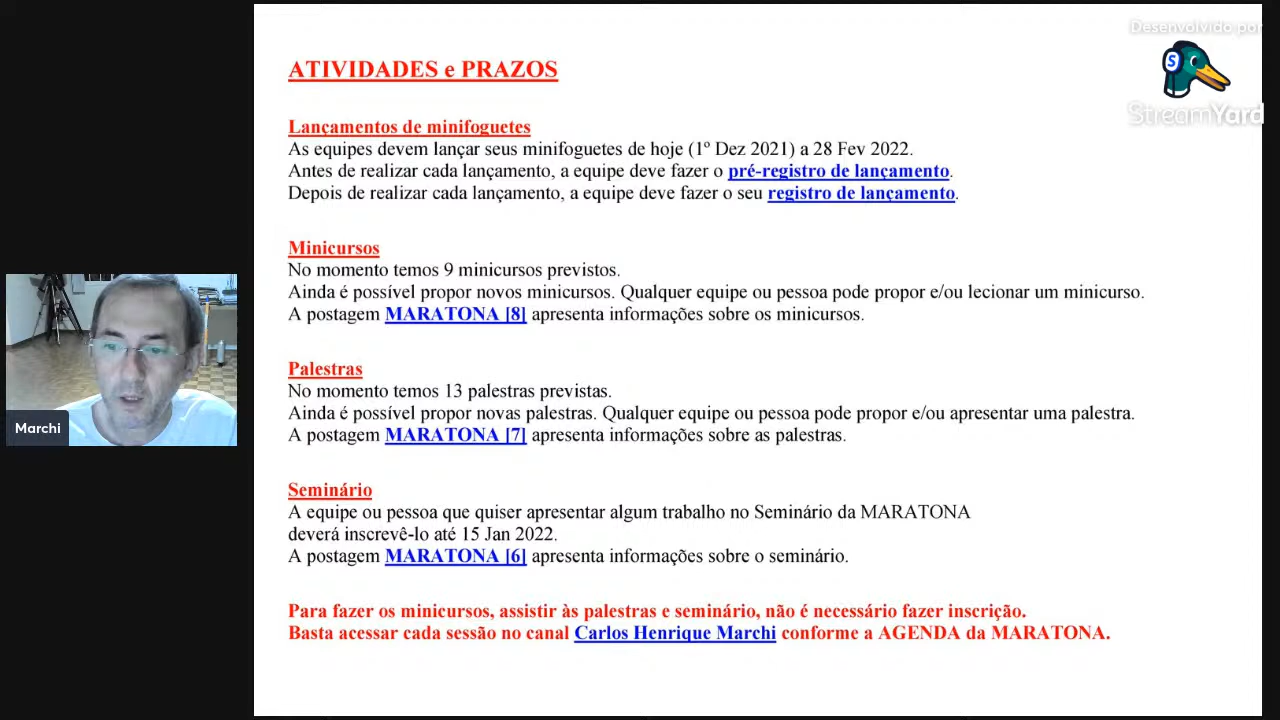 Desenvolvido por
StreamYard
ATIVIDADES e PRAZOS
Lançamentos de minifoguetes
As equipes devem lançar seus minifoguetes de hoje (1º Dez 2021) a 28 Fev 2022.
Antes de realizar cada lançamento, a equipe deve fazer o pré-registro de lançamento.
Depois de realizar cada lançamento, a equipe deve fazer o seu registro de lançamento.
Minicursos
No momento temos 9 minicursos previstos.
Ainda é possível propor novos minicursos. Qualquer equipe ou pessoa pode propor e/ou lecionar um minicurso.
A postagem MARATONA [8] apresenta informações sobre os minicursos.
Palestras
No momento temos 13 palestras previstas.
Ainda é possível propor novas palestras. Qualquer equipe ou pessoa pode propor e/ou apresentar uma palestra.
A postagem MARATONA [7] apresenta informações sobre as palestras.
Seminário
A equipe ou pessoa que quiser apresentar algum trabalho no Seminário da MARATONA
deverá inscrevê-lo até 15 Jan 2022.
A postagem MARATONA [6] apresenta informações sobre o seminário.
Para fazer os minicursos, assistir às palestras e seminário, não é necessário fazer inscrição.
Basta acessar cada sessão no canal Carlos Henrique Marchi conforme a AGENDA da MARATONA.
Marchi